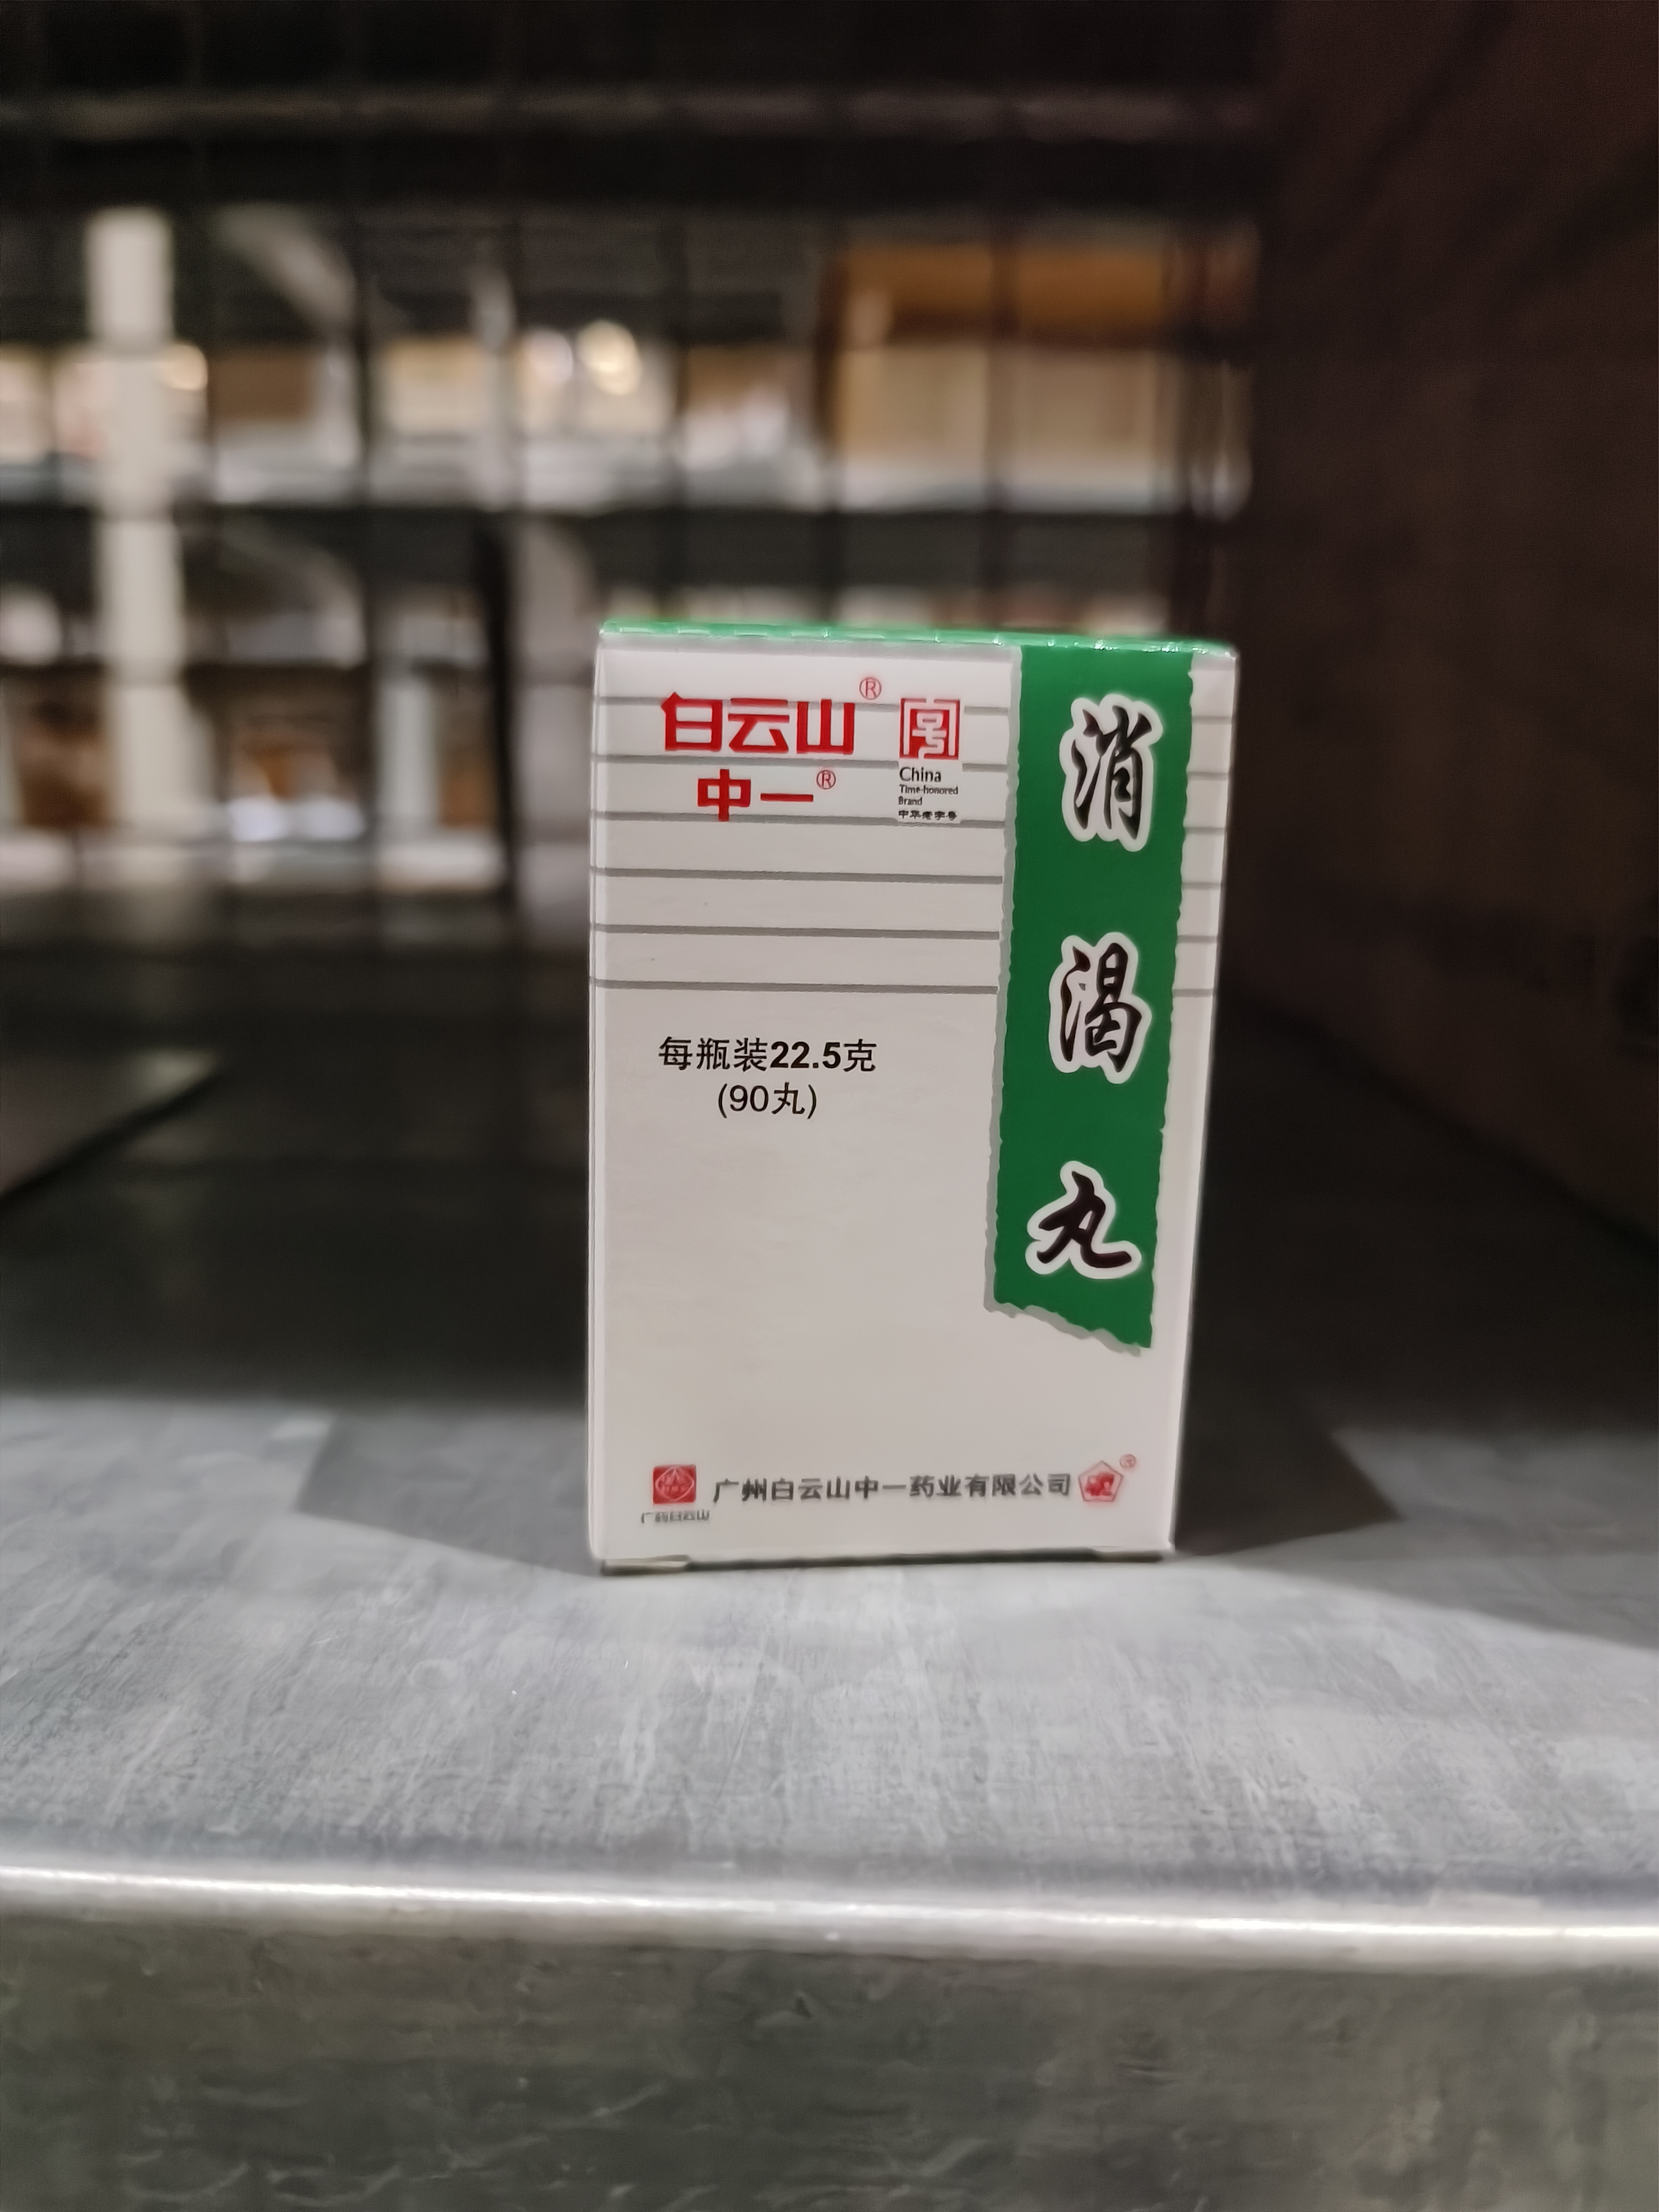 白云山®
中一®
China
Time-honored
Brand
中华老字号
消渴丸
每瓶装22.5克
(90丸)
广药白云山
广州白云山中一药业有限公司